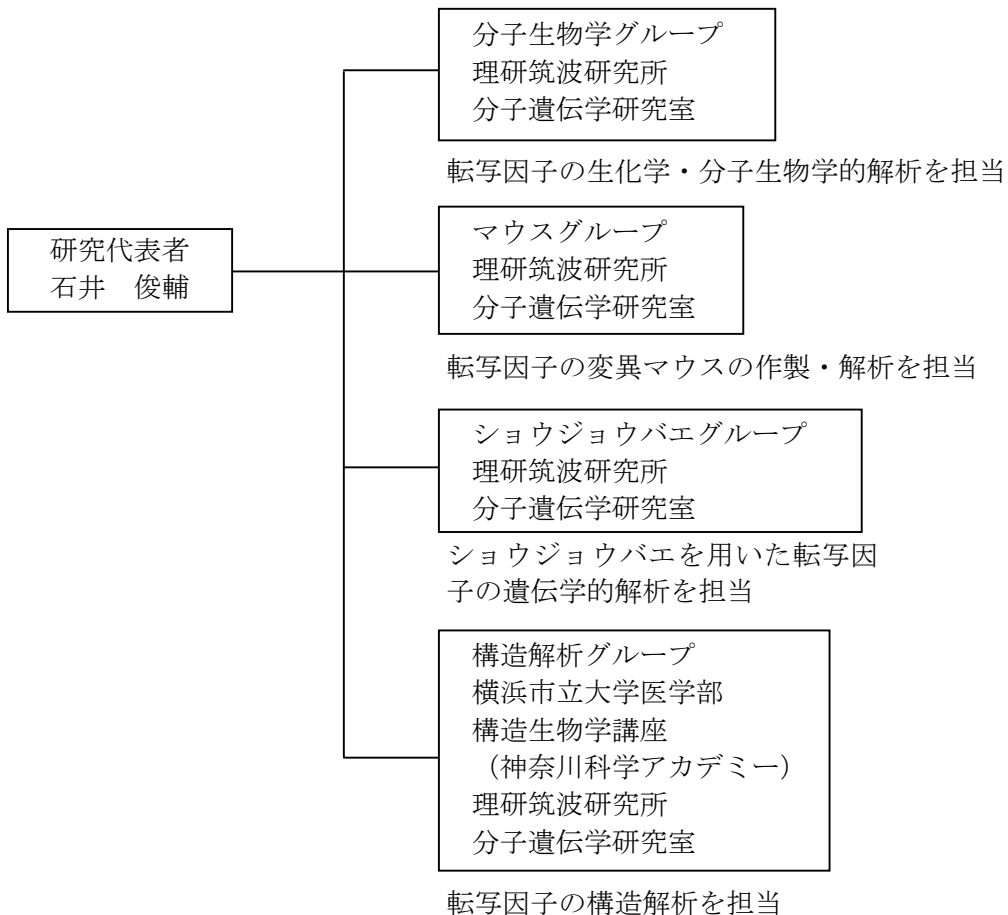 研究代表者
石井　俊輔
分子生物学グループ
理研筑波研究所
分子遺伝学研究室
転写因子の生化学・分子生物学的解析を担当
マウスグループ
理研筑波研究所
分子遺伝学研究室
転写因子の変異マウスの作製・解析を担当
ショウジョウバエグループ
理研筑波研究所
分子遺伝学研究室
ショウジョウバエを用いた転写因
子の遺伝学的解析を担当
構造解析グループ
横浜市立大学医学部
構造生物学講座
（神奈川科学アカデミー）
理研筑波研究所
分子遺伝学研究室
転写因子の構造解析を担当